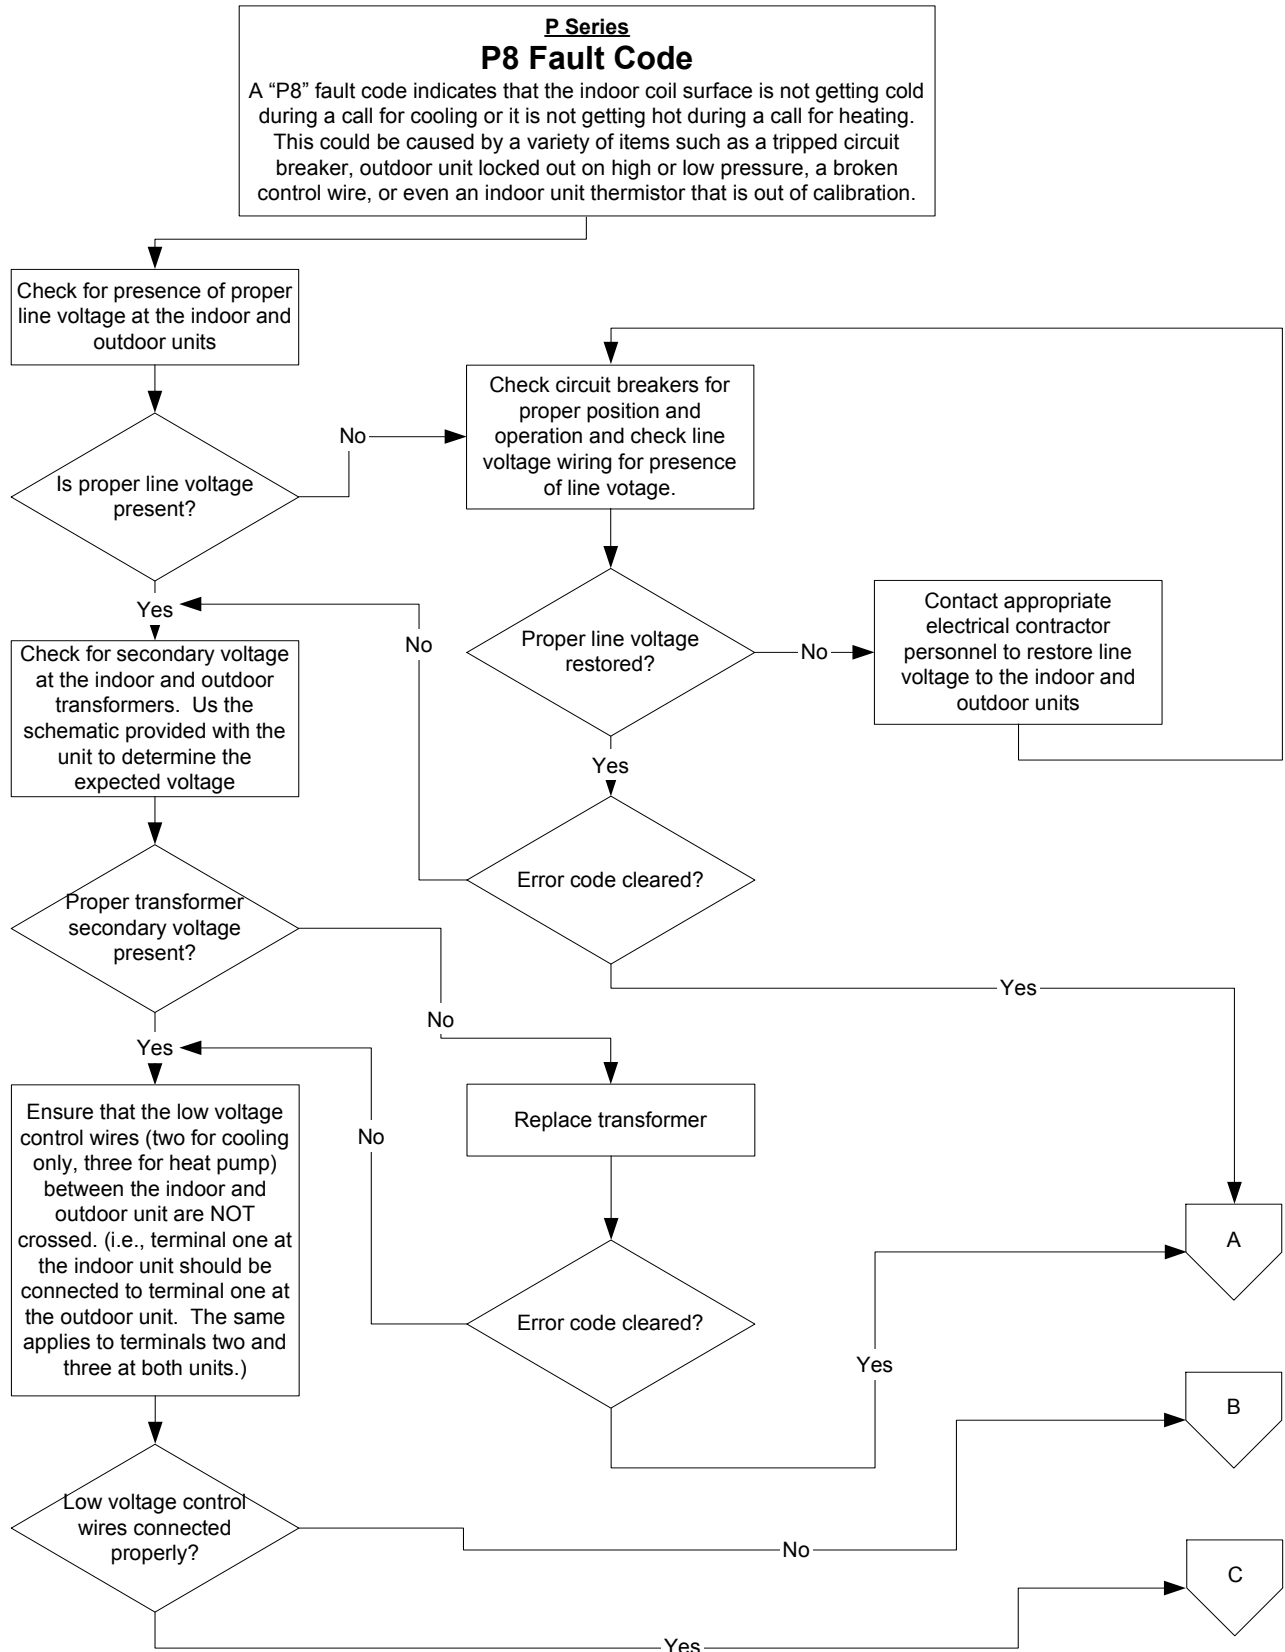 P Series
P8 Fault Code
A “P8” fault code indicates that the indoor coil surface is not getting cold
during a call for cooling or it is not getting hot during a call for heating.
This could be caused by a variety of items such as a tripped circuit
breaker, outdoor unit locked out on high or low pressure, a broken
control wire, or even an indoor unit thermistor that is out of calibration.
Check for presence of proper
line voltage at the indoor and
outdoor units
Is proper line voltage
present?
No
Check circuit breakers for
proper position and
operation and check line
voltage wiring for presence
of line votage.
Yes
No
Proper line voltage
restored?
No
Contact appropriate
electrical contractor
personnel to restore line
voltage to the indoor and
outdoor units
Check for secondary voltage
at the indoor and outdoor
transformers.  Us the
schematic provided with the
unit to determine the
expected voltage
Yes
Error code cleared?
Proper transformer
secondary voltage
present?
Yes
No
Yes
No
Replace transformer
Ensure that the low voltage
control wires (two for cooling
only, three for heat pump)
between the indoor and
outdoor unit are NOT
crossed. (i.e., terminal one at
the indoor unit should be
connected to terminal one at
the outdoor unit.  The same
applies to terminals two and
three at both units.)
Error code cleared?
Yes
A
B
Low voltage control
wires connected
properly?
No
C
Yes